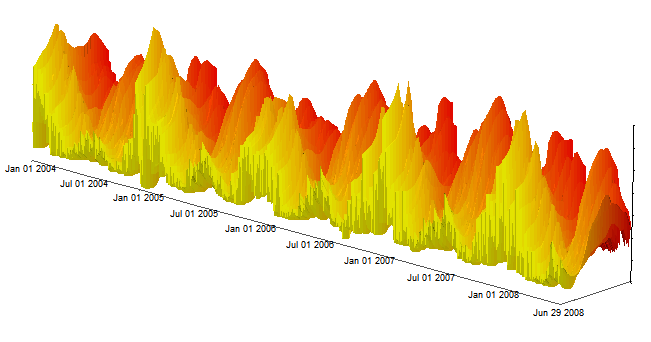 Jan 01 2004
Jul 01 2004
Jan 01 2005
Jul 01 2005
Jan 01 2006
Jul 01 2006
Jan 01 2007
Jul 01 2007
Jan 01 2008
Jun 29 2008